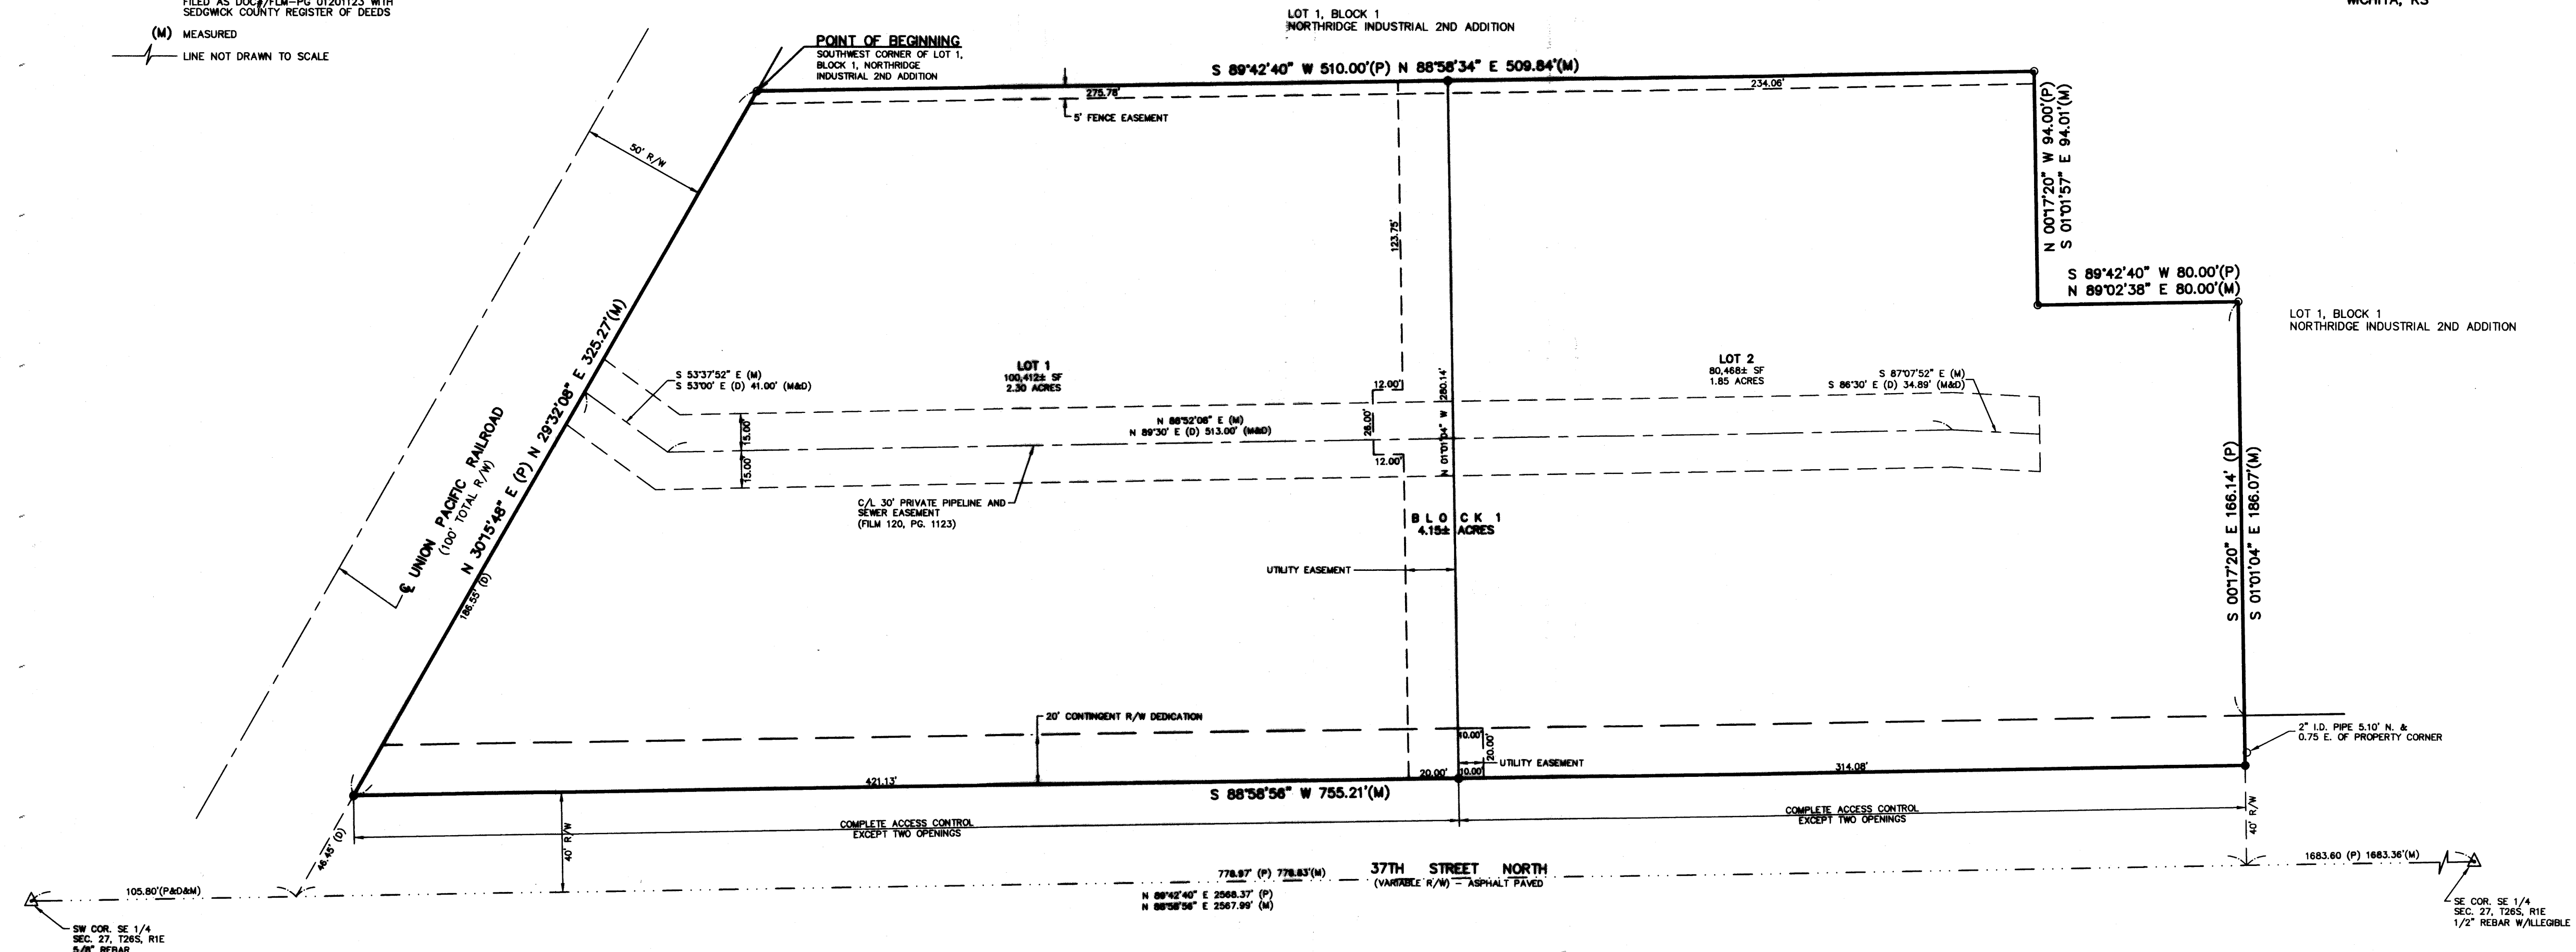 FILED AS DOC#/FLM-PG 01201123 WITH
SEDGWICK COUNTY REGISTER OF DEEDS
(M) MEASURED
LINE NOT DRAWN TO SCALE
WICHITA, KS
LOT 1, BLOCK 1
NORTHRIDGE INDUSTRIAL 2ND ADDITION
POINT OF BEGINNING
SOUTHWEST CORNER OF LOT 1,
BLOCK 1, NORTHRIDGE
INDUSTRIAL 2ND ADDITION
S 89°42'40" W 510.00'(P) N 88°58'34" E 509.84'(M)
275.78'
234.06'
5' FENCE EASEMENT
50' R/W
N 00°17'20" W 94.00'(P)
S 01°01'57" E 94.01'(M)
123.75'
S 89°42'40" W 80.00'(P)
N 89°02'38" E 80.00'(M)
LOT 1, BLOCK 1
NORTHRIDGE INDUSTRIAL 2ND ADDITION
N 30°15'48" E (P) N 29°32'08" E 325.27'(M)
186.55' (D)
℄ UNION PACIFIC RAILROAD
(100' TOTAL R/W)
S 53°37'52" E (M)
S 53°00' E (D) 41.00' (M&D)
LOT 1
100,412± SF
2.30 ACRES
LOT 2
80,468± SF
1.85 ACRES
S 87°07'52" E (M)
S 86°30' E (D) 34.89' (M&D)
12.00'
28.00'
12.00'
N 01°01'04" W 280.14'
15.00'
15.00'
N 88°52'08" E (M)
N 89°30' E (D) 513.00' (M&D)
C/L 30' PRIVATE PIPELINE AND
SEWER EASEMENT
(FILM 120, PG. 1123)
BLOCK 1
4.15± ACRES
UTILITY EASEMENT
S 00°17'20" E 166.14' (P)
S 01°01'04" E 186.07'(M)
20' CONTINGENT R/W DEDICATION
10.00'
20.00'
UTILITY EASEMENT
2" I.D. PIPE 5.10' N. &
0.75 E. OF PROPERTY CORNER
421.13'
20.00'
10.00'
314.08'
S 88°58'56" W 755.21'(M)
COMPLETE ACCESS CONTROL
EXCEPT TWO OPENINGS
COMPLETE ACCESS CONTROL
EXCEPT TWO OPENINGS
46.45' (D)
40' R/W
40' R/W
105.80'(P&D&M)
778.97' (P) 778.83'(M)
37TH STREET NORTH
(VARIABLE R/W) - ASPHALT PAVED
1683.60 (P) 1683.36'(M)
N 89°42'40" E 2568.37' (P)
N 88°58'56" E 2567.99' (M)
SW COR. SE 1/4
SEC. 27, T26S, R1E
5/8" REBAR
SE COR. SE 1/4
SEC. 27, T26S, R1E
1/2" REBAR W/ILLEGIBLE